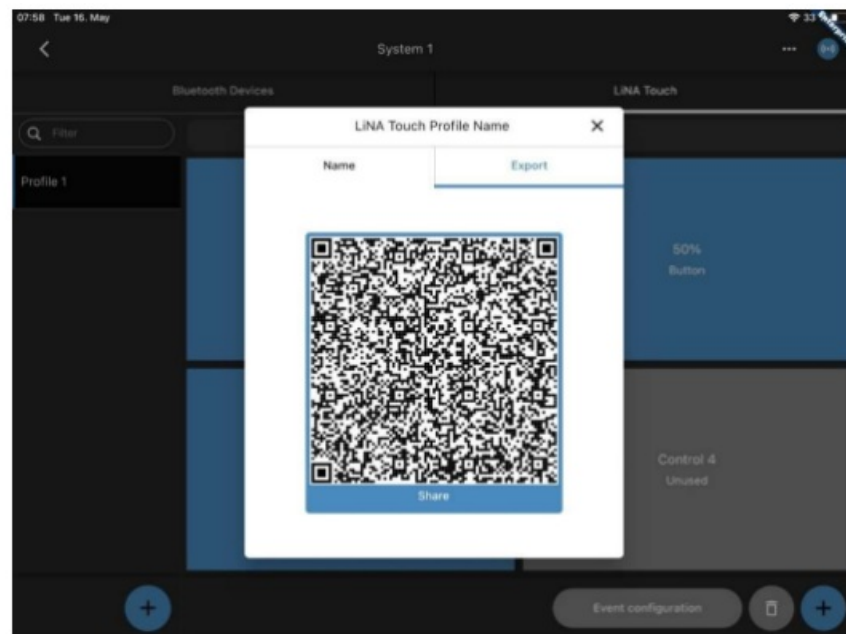 07:58 Tue 16. May
33
System 1
Bluetooth Devices
LiNA Touch
Filter
LiNA Touch Profile Name
Name
Export
Profile 1
50%
Button
Share
Control 4
Unused
Event configuration